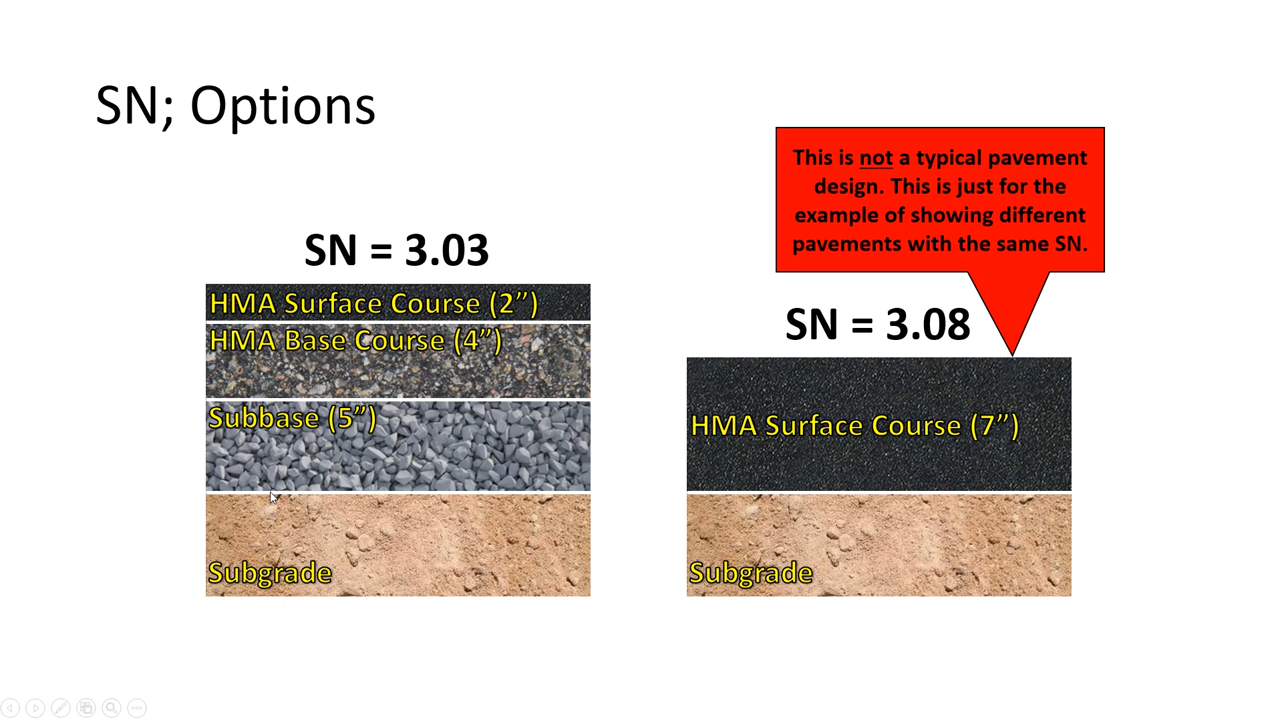 SN; Options
This is not a typical pavement
design. This is just for the
example of showing different
pavements with the same SN.
SN = 3.03
HMA Surface Course (2”)
HMA Base Course (4”)
Subbase (5”)
Subgrade
SN = 3.08
HMA Surface Course (7”)
Subgrade